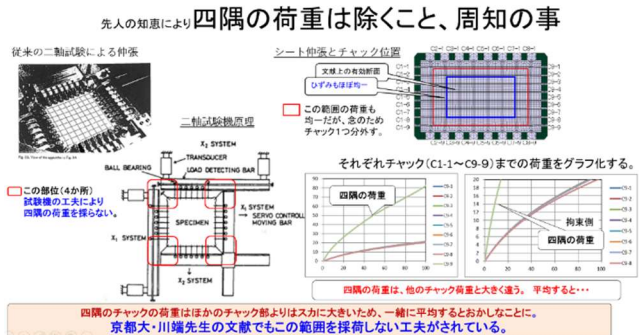 先人の知恵により四隅の荷重は除くこと、周知の事
従来の二軸試験による伸張
シート伸張とチャック位置
文献上の有効断面
ひずみもほぼ均一
この範囲の荷重も
均一だが、念のため
チャック1つ分外す。
二軸試験機原理
X₂ SYSTEM
TRANSDUCER
LOAD DETECTING BAR
BALL BEARING
SPECIMEN
X₁ SYSTEM
SERVO CONTROLL
MOVING BAR
X₁ SYSTEM
X₂ SYSTEM
この部位(4か所)
試験機の工夫により
四隅の荷重を採らない。
それぞれチャック(C1-1~C9-9)までの荷重をグラフ化する。
四隅の荷重
拘束側
四隅の荷重
四隅の荷重は、他のチャック荷重と大きく違う。 平均すると・・・
四隅のチャックの荷重はほかのチャック部よりはスカに大きいため、一緒に平均するとおかしなことに。
京都大・川端先生の文献でもこの範囲を採荷しない工夫がされている。